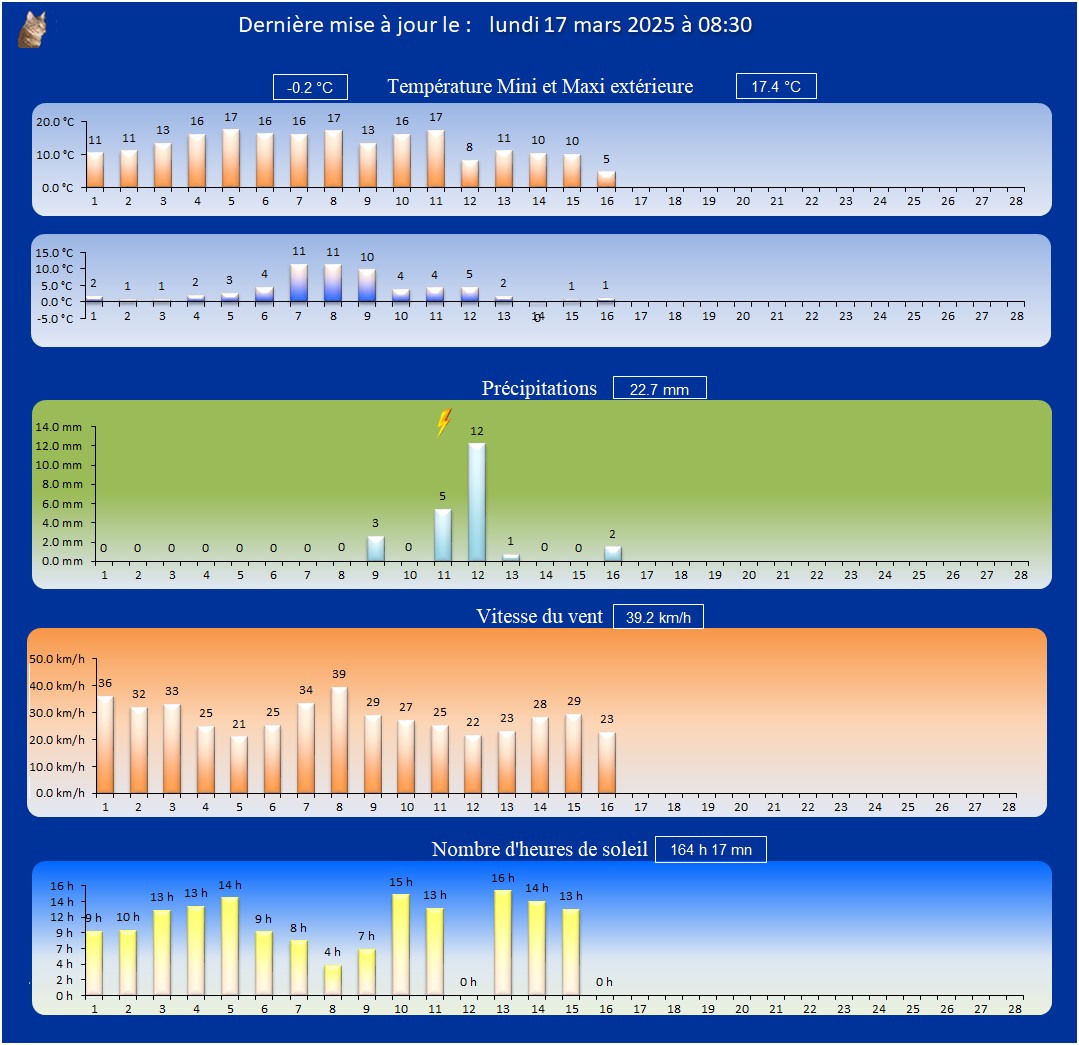 Dernière mise à jour le : lundi 17 mars 2025 à 08:30
-0.2 °C Température Mini et Maxi extérieure 17.4 °C
20.0 °C
10.0 °C
0.0 °C
11 11 13 16 17 16 16 17 13 16 17 8 11 10 10 5
1 2 3 4 5 6 7 8 9 10 11 12 13 14 15 16 17 18 19 20 21 22 23 24 25 26 27 28
15.0 °C
10.0 °C
5.0 °C
0.0 °C
-5.0 °C
2 1 1 2 3 4 11 11 10 4 4 5 2 0 1 1
1 2 3 4 5 6 7 8 9 10 11 12 13 14 15 16 17 18 19 20 21 22 23 24 25 26 27 28
Précipitations 22.7 mm
14.0 mm
12.0 mm
10.0 mm
8.0 mm
6.0 mm
4.0 mm
2.0 mm
0.0 mm
0 0 0 0 0 0 0 0 3 0 5 12 1 0 0 2
1 2 3 4 5 6 7 8 9 10 11 12 13 14 15 16 17 18 19 20 21 22 23 24 25 26 27 28
Vitesse du vent 39.2 km/h
50.0 km/h
40.0 km/h
30.0 km/h
20.0 km/h
10.0 km/h
0.0 km/h
36 32 33 25 21 25 34 39 29 27 25 22 23 28 29 23
1 2 3 4 5 6 7 8 9 10 11 12 13 14 15 16 17 18 19 20 21 22 23 24 25 26 27 28
Nombre d'heures de soleil 164 h 17 mn
16 h
14 h
12 h
9 h
7 h
4 h
2 h
0 h
9 h 10 h 13 h 13 h 14 h 9 h 8 h 4 h 7 h 15 h 13 h 0 h 16 h 14 h 13 h 0 h
1 2 3 4 5 6 7 8 9 10 11 12 13 14 15 16 17 18 19 20 21 22 23 24 25 26 27 28